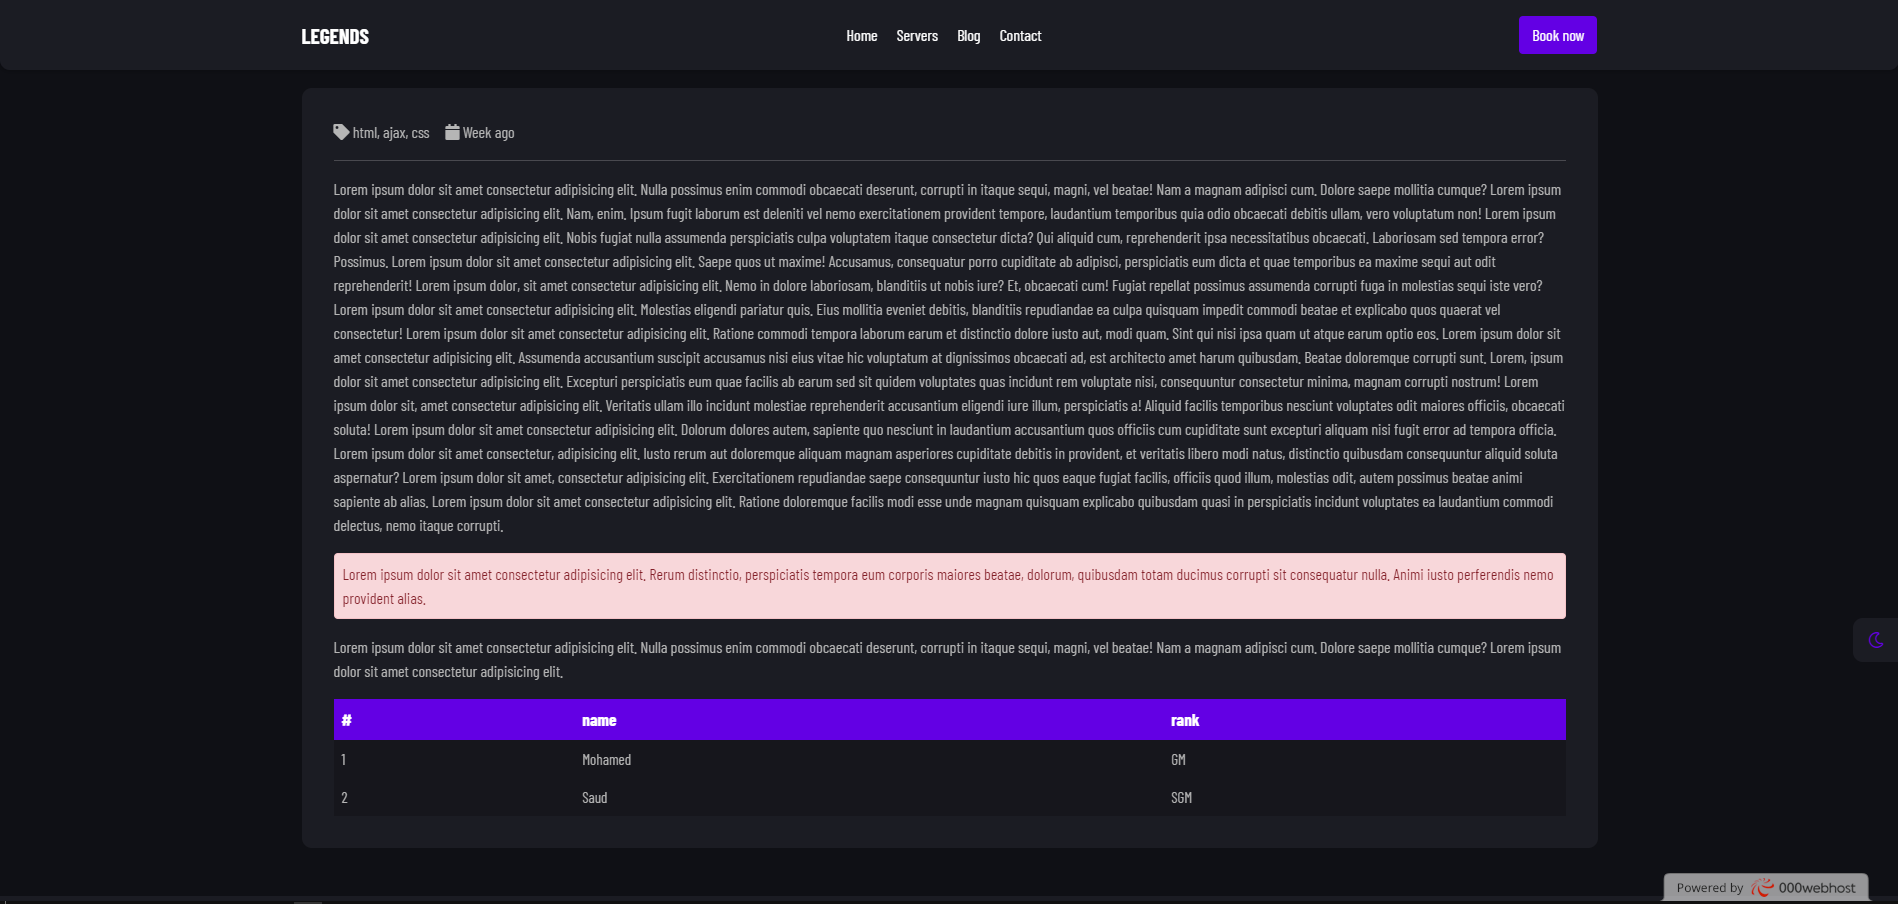 LEGENDS
Home Servers Blog Contact
Book now
html, ajax, css Week ago
Lorem ipsum dolor sit amet consectetur adipisicing elit. Nulla possimus enim commodi obcaecati deserunt, corrupti in itaque sequi, magni, vel beatae! Nam a magnam adipisci cum. Dolore saepe mollitia cumque? Lorem ipsum
dolor sit amet consectetur adipisicing elit. Nam, enim. Ipsum fugit laborum est deleniti vel nemo exercitationem provident tempore, laudantium temporibus quia odio obcaecati debitis ullam, vero voluptatum non! Lorem ipsum
dolor sit amet consectetur adipisicing elit. Nobis fugiat nulla assumenda perspiciatis culpa voluptatem itaque consectetur dicta? Qui aliquid cum, reprehenderit ipsa necessitatibus obcaecati. Laboriosam sed tempora error?
Possimus. Lorem ipsum dolor sit amet consectetur adipisicing elit. Saepe quos ut maxime! Accusamus, consequatur porro cupiditate ab adipisci, perspiciatis eum dicta et quae temporibus ea maxime sequi aut odit
reprehenderit! Lorem ipsum dolor, sit amet consectetur adipisicing elit. Nemo in dolore laboriosam, blanditiis ut nobis iure? Et, obcaecati cum! Fugiat repellat possimus assumenda corrupti fuga in molestias sequi iste vero?
Lorem ipsum dolor sit amet consectetur adipisicing elit. Molestias eligendi pariatur quis. Eius mollitia eveniet debitis, blanditiis repudiandae ea culpa quisquam impedit commodi beatae et explicabo quos quaerat vel
consectetur! Lorem ipsum dolor sit amet consectetur adipisicing elit. Ratione commodi tempora laborum earum et distinctio dolore iusto aut, modi quam. Sint qui nisi ipsa quam ut atque earum optio eos. Lorem ipsum dolor sit
amet consectetur adipisicing elit. Assumenda accusantium suscipit accusamus nisi eius vitae hic voluptatum at dignissimos obcaecati ad, est architecto amet harum quibusdam. Beatae doloremque corrupti sunt. Lorem, ipsum
dolor sit amet consectetur adipisicing elit. Excepturi perspiciatis eum quae facilis ab earum sed sit quidem voluptates quas incidunt rem voluptate nisi, consequuntur consectetur minima, magnam corrupti nostrum! Lorem
ipsum dolor sit, amet consectetur adipisicing elit. Veritatis ullam illo incidunt molestiae reprehenderit accusantium eligendi iure illum, perspiciatis a! Aliquid facilis temporibus nesciunt voluptates odit maiores officiis, obcaecati
soluta! Lorem ipsum dolor sit amet consectetur adipisicing elit. Dolorum dolores autem, sapiente quo nesciunt in laudantium accusantium quos officiis cum cupiditate sunt excepturi aliquam nisi fugit error ad tempora officia.
Lorem ipsum dolor sit amet consectetur, adipisicing elit. Iusto rerum aut doloremque aliquam magnam asperiores cupiditate debitis in provident, et veritatis libero modi natus, distinctio quibusdam consequuntur aliquid soluta
aspernatur? Lorem ipsum dolor sit amet, consectetur adipisicing elit. Exercitationem repudiandae saepe consequuntur iusto hic quos eaque fugiat facilis, officiis quod illum, molestias odit, autem possimus beatae animi
sapiente ab alias. Lorem ipsum dolor sit amet consectetur adipisicing elit. Ratione doloremque facilis modi esse unde magnam quisquam explicabo quibusdam quasi in perspiciatis incidunt voluptates ea laudantium commodi
delectus, nemo itaque corrupti.
Lorem ipsum dolor sit amet consectetur adipisicing elit. Rerum distinctio, perspiciatis tempora eum corporis maiores beatae, dolorum, quibusdam totam ducimus corrupti sit consequatur nulla. Animi iusto perferendis nemo
provident alias.
Lorem ipsum dolor sit amet consectetur adipisicing elit. Nulla possimus enim commodi obcaecati deserunt, corrupti in itaque sequi, magni, vel beatae! Nam a magnam adipisci cum. Dolore saepe mollitia cumque? Lorem ipsum
dolor sit amet consectetur adipisicing elit.
# name rank
1 Mohamed GM
2 Saud SGM
Powered by 000webhost